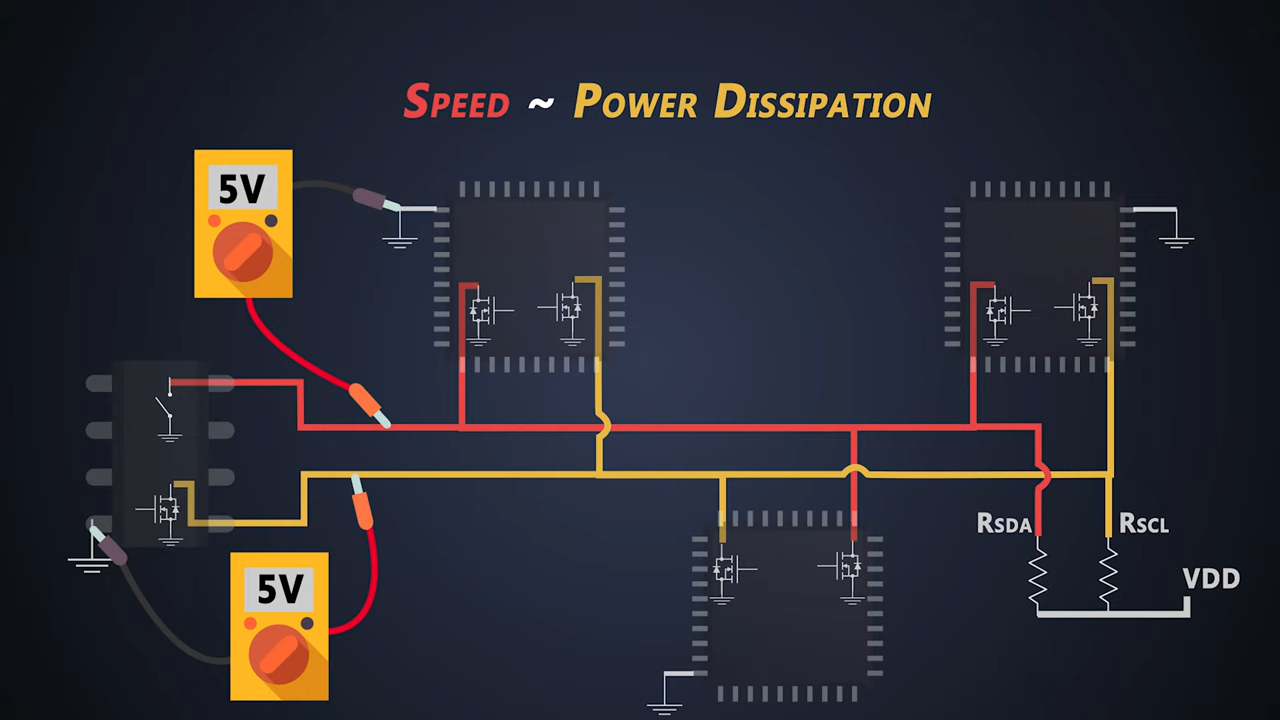 SPEED ~ POWER DISSIPATION
5V
5V
RSDA
RSCL
VDD